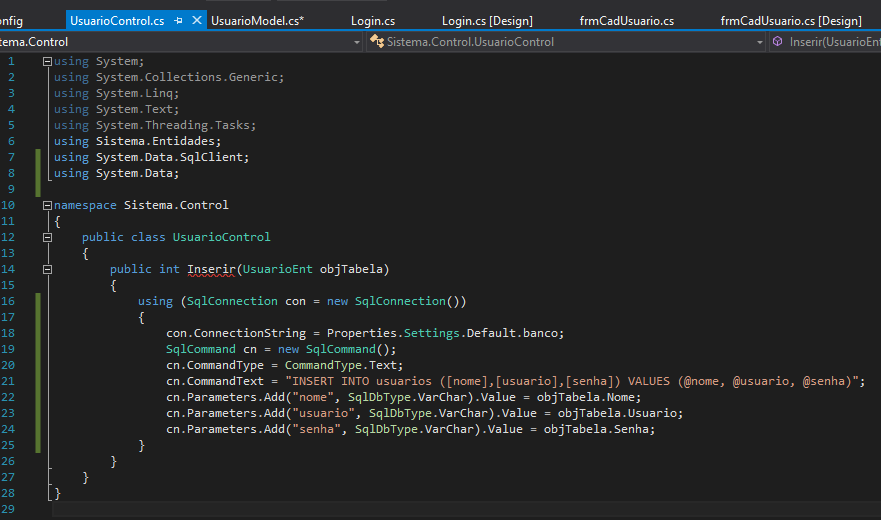 onfig UsuarioControl.cs UsuarioModel.cs* Login.cs Login.cs [Design] frmCadUsuario.cs frmCadUsuario.cs [Design]
tema.Control Sistema.Control.UsuarioControl Inserir(UsuarioEnt
1 using System;
2 using System.Collections.Generic;
3 using System.Linq;
4 using System.Text;
5 using System.Threading.Tasks;
6 using Sistema.Entidades;
7 using System.Data.SqlClient;
8 using System.Data;
9
10 namespace Sistema.Control
11 {
12 public class UsuarioControl
13 {
14 public int Inserir(UsuarioEnt objTabela)
15 {
16 using (SqlConnection con = new SqlConnection())
17 {
18 con.ConnectionString = Properties.Settings.Default.banco;
19 SqlCommand cn = new SqlCommand();
20 cn.CommandType = CommandType.Text;
21 cn.CommandText = "INSERT INTO usuarios ([nome],[usuario],[senha]) VALUES (@nome, @usuario, @senha)";
22 cn.Parameters.Add("nome", SqlDbType.VarChar).Value = objTabela.Nome;
23 cn.Parameters.Add("usuario", SqlDbType.VarChar).Value = objTabela.Usuario;
24 cn.Parameters.Add("senha", SqlDbType.VarChar).Value = objTabela.Senha;
25 }
26 }
27 }
28 }
29